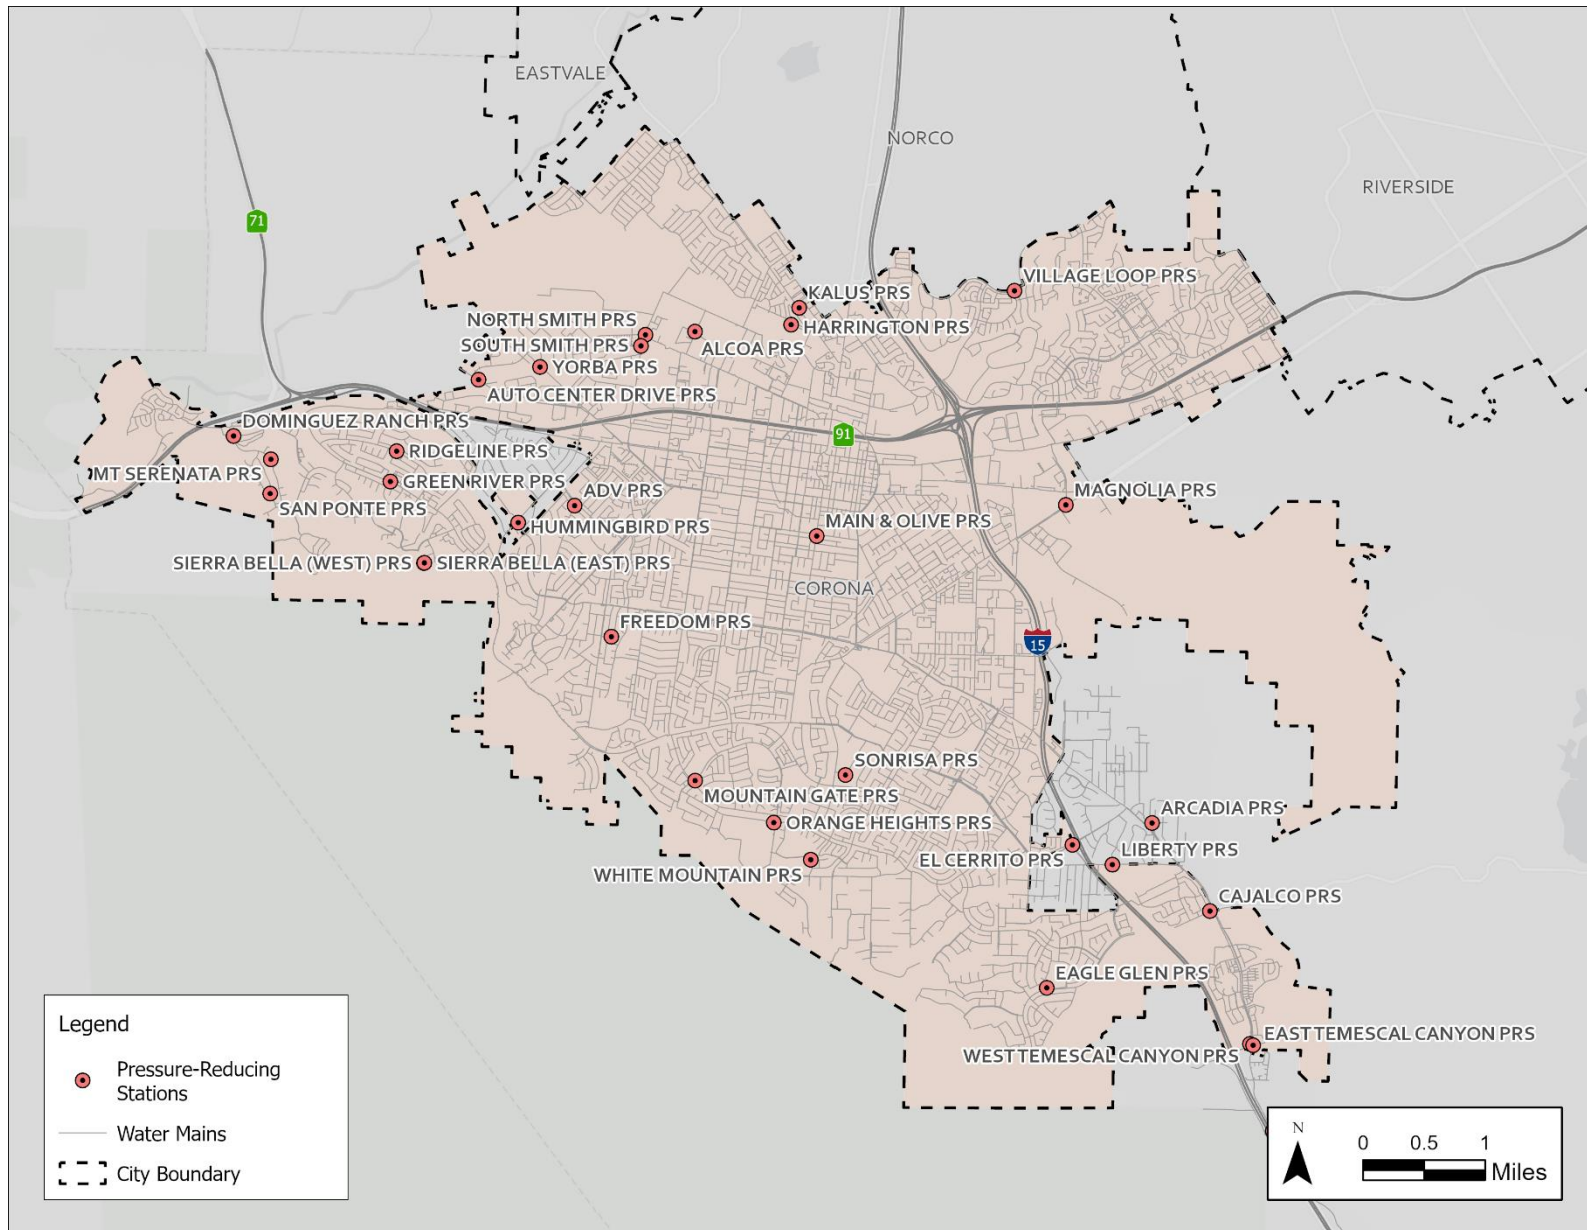 EASTVALE
NORCO
RIVERSIDE
71
VILLAGE LOOP PRS
KALUS PRS
NORTH SMITH PRS
HARRINGTON PRS
SOUTH SMITH PRS
ALCOA PRS
YORBA PRS
AUTO CENTER DRIVE PRS
DOMINGUEZ RANCH PRS
91
RIDGELINE PRS
MT SERENATA PRS
GREEN RIVER PRS
ADV PRS
MAGNOLIA PRS
SAN PONTE PRS
HUMMINGBIRD PRS
MAIN & OLIVE PRS
SIERRA BELLA (WEST) PRS
SIERRA BELLA (EAST) PRS
CORONA
FREEDOM PRS
15
SONRISA PRS
MOUNTAIN GATE PRS
ARCADIA PRS
ORANGE HEIGHTS PRS
LIBERTY PRS
EL CERRITO PRS
WHITE MOUNTAIN PRS
CAJALCO PRS
EAGLE GLEN PRS
EAST TEMESCAL CANYON PRS
WEST TEMESCAL CANYON PRS
Legend
Pressure-Reducing
Stations
Water Mains
City Boundary
N
0 0.5 1
Miles